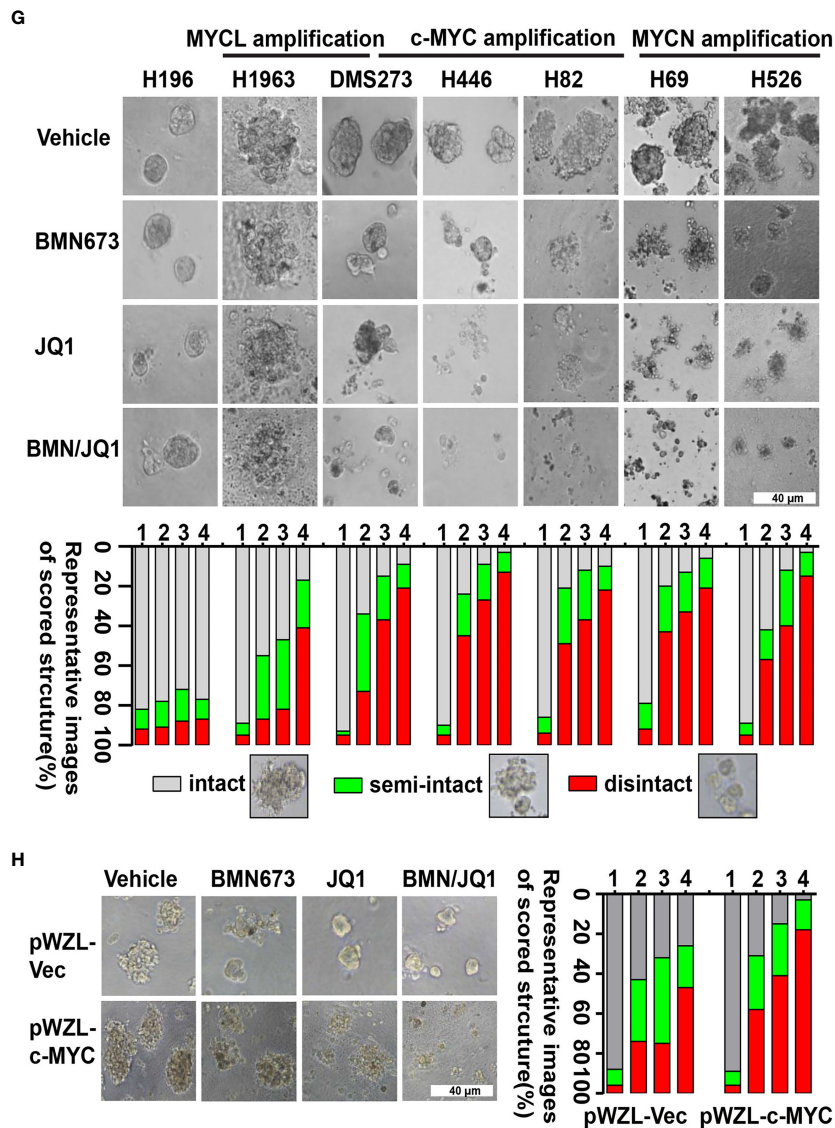 G
MYCL amplification c-MYC amplification MYCN amplification
H196 H1963 DMS273 H446 H82 H69 H526
Vehicle
BMN673
JQ1
BMN/JQ1
40 µm
1 2 3 4 1 2 3 4 1 2 3 4 1 2 3 4 1 2 3 4 1 2 3 4 1 2 3 4
Representative images
of scored strcuture(%)
0
20
40
60
80
100
intact semi-intact disintact
H
Vehicle BMN673 JQ1 BMN/JQ1
pWZL-
Vec
pWZL-
c-MYC
40 µm
1 2 3 4 1 2 3 4
Representative images
of scored strcuture(%)
0
20
40
60
80
100
pWZL-Vec pWZL-c-MYC